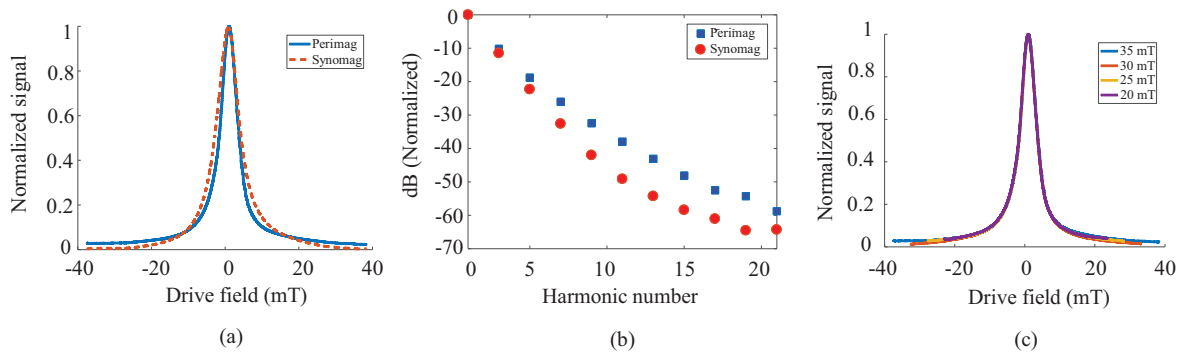 (a)
Normalized signal
1
0.8
0.6
0.4
0.2
0
-40
-20
0
20
40
Drive field (mT)
Perimag
Synomag
(b)
dB (Normalized)
0
-10
-20
-30
-40
-50
-60
-70
5
10
15
20
Harmonic number
Perimag
Synomag
(c)
Normalized signal
1
0.8
0.6
0.4
0.2
0
-40
-20
0
20
40
Drive field (mT)
35 mT
30 mT
25 mT
20 mT